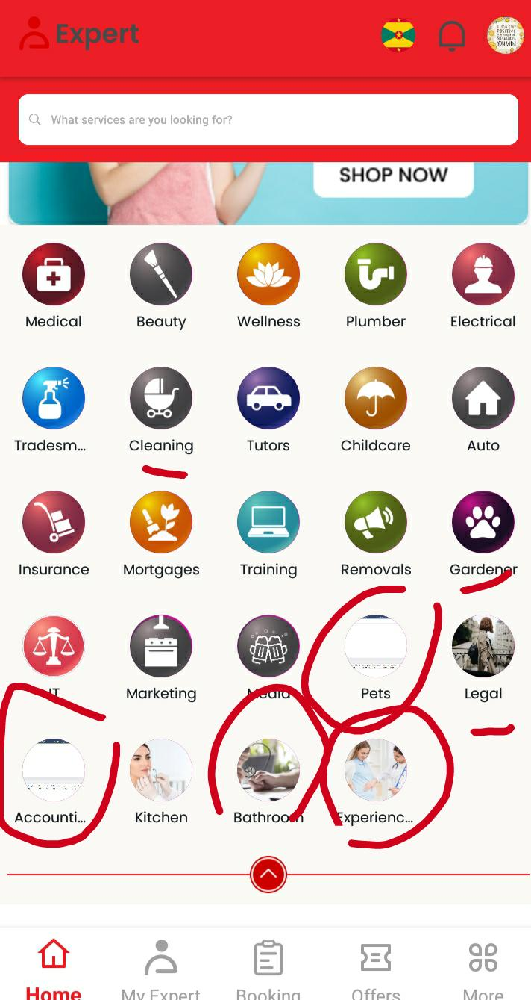 Expert
What services are you looking for?
SHOP NOW
Medical Beauty Wellness Plumber Electrical
Tradesm... Cleaning Tutors Childcare Auto
Insurance Mortgages Training Removals Gardener
IT Marketing Media Pets Legal
Accounti... Kitchen Bathroom Experienc...
Home My Expert Booking Offers More